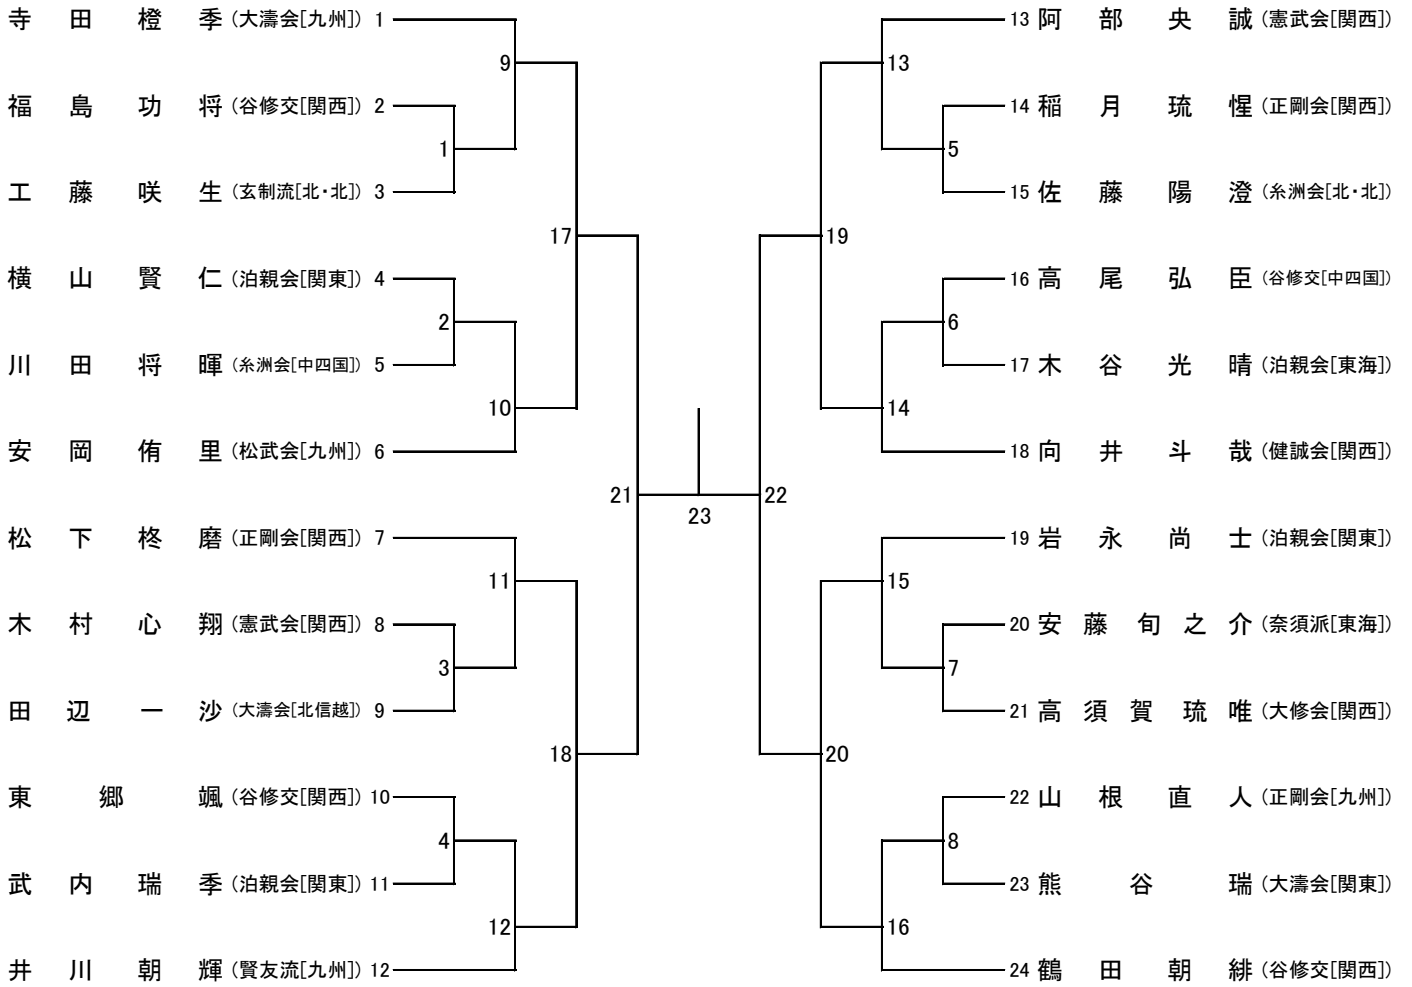 寺田橙季 (大濤会[九州]) 1
福島功将 (谷修交[関西]) 2
工藤咲生 (玄制流[北・北]) 3
横山賢仁 (泊親会[関東]) 4
川田将暉 (糸洲会[中四国]) 5
安岡侑里 (松武会[九州]) 6
松下柊磨 (正剛会[関西]) 7
木村心翔 (憲武会[関西]) 8
田辺一沙 (大濤会[北信越]) 9
東郷颯 (谷修交[関西]) 10
武内瑞季 (泊親会[関東]) 11
井川朝輝 (賢友流[九州]) 12
9
1
17
2
10
21
11
3
18
4
12
23
13 阿部央誠 (憲武会[関西])
14 稲月琉惺 (正剛会[関西])
15 佐藤陽澄 (糸洲会[北・北])
16 高尾弘臣 (谷修交[中四国])
17 木谷光晴 (泊親会[東海])
18 向井斗哉 (健誠会[関西])
19 岩永尚士 (泊親会[関東])
20 安藤旬之介 (奈須派[東海])
21 高須賀琉唯 (大修会[関西])
22 山根直人 (正剛会[九州])
23 熊谷瑞 (大濤会[関東])
24 鶴田朝緋 (谷修交[関西])
13
5
19
6
14
22
15
7
20
8
16